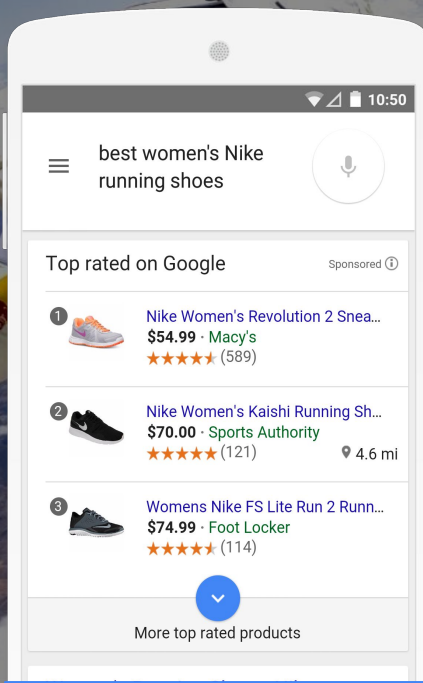 10:50
best women's Nike
running shoes
Top rated on Google
Sponsored
1
Nike Women's Revolution 2 Snea...
$54.99 · Macy's
(589)
2
Nike Women's Kaishi Running Sh...
$70.00 · Sports Authority
(121)
4.6 mi
3
Womens Nike FS Lite Run 2 Runn...
$74.99 · Foot Locker
(114)
More top rated products